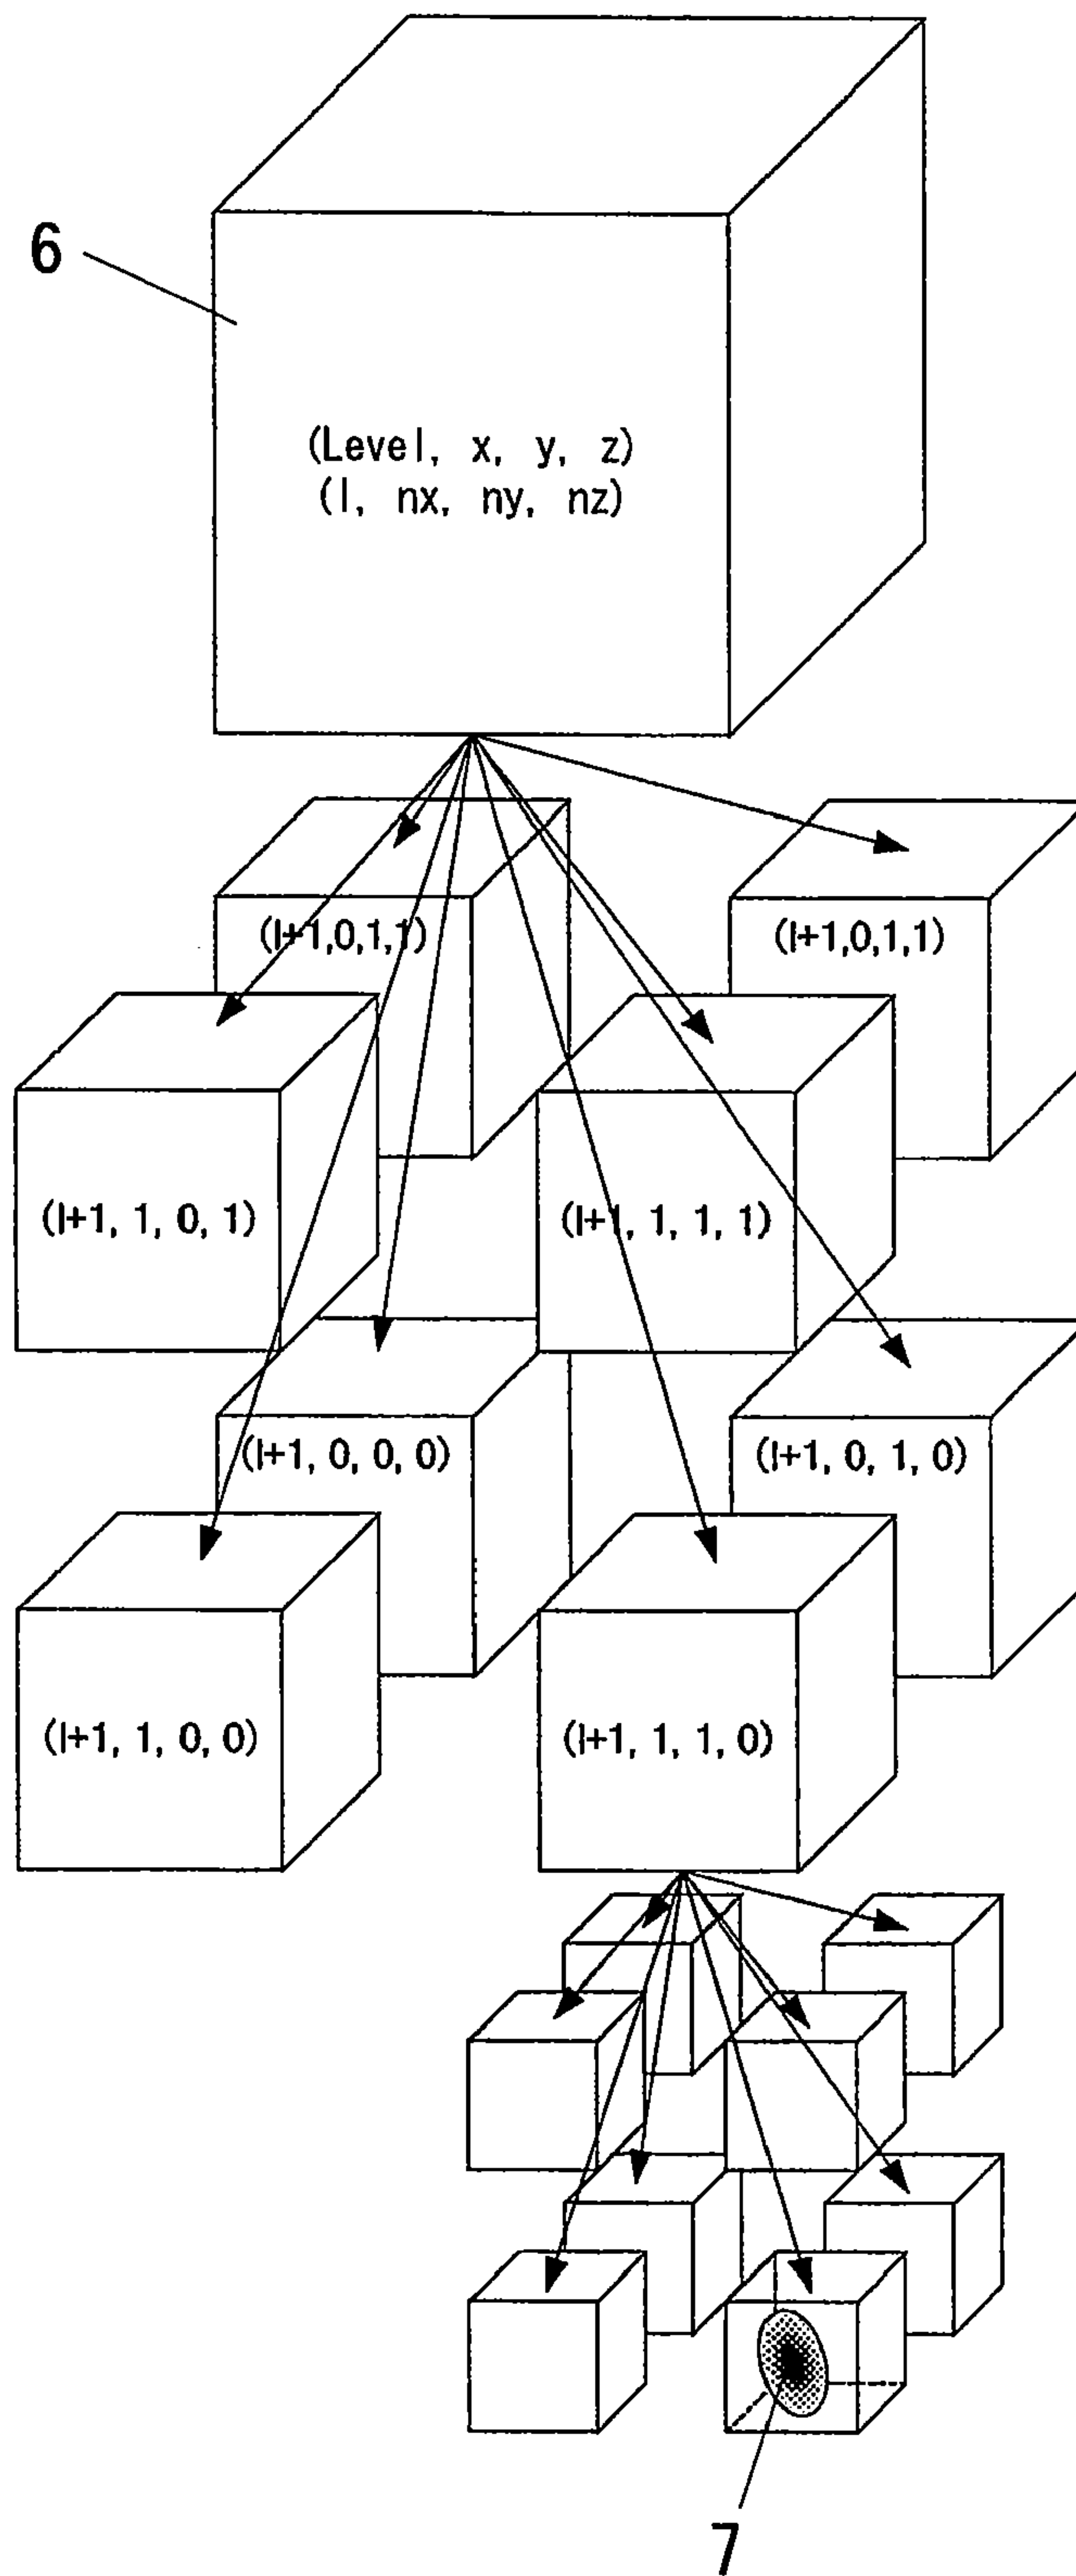 6
(Level, x, y, z)
(l, nx, ny, nz)
(l+1,0,1,1) (l+1,0,1,1)
(l+1, 1, 0, 1) (l+1, 1, 1, 1)
(l+1, 0, 0, 0) (l+1, 0, 1, 0)
(l+1, 1, 0, 0) (l+1, 1, 1, 0)
7